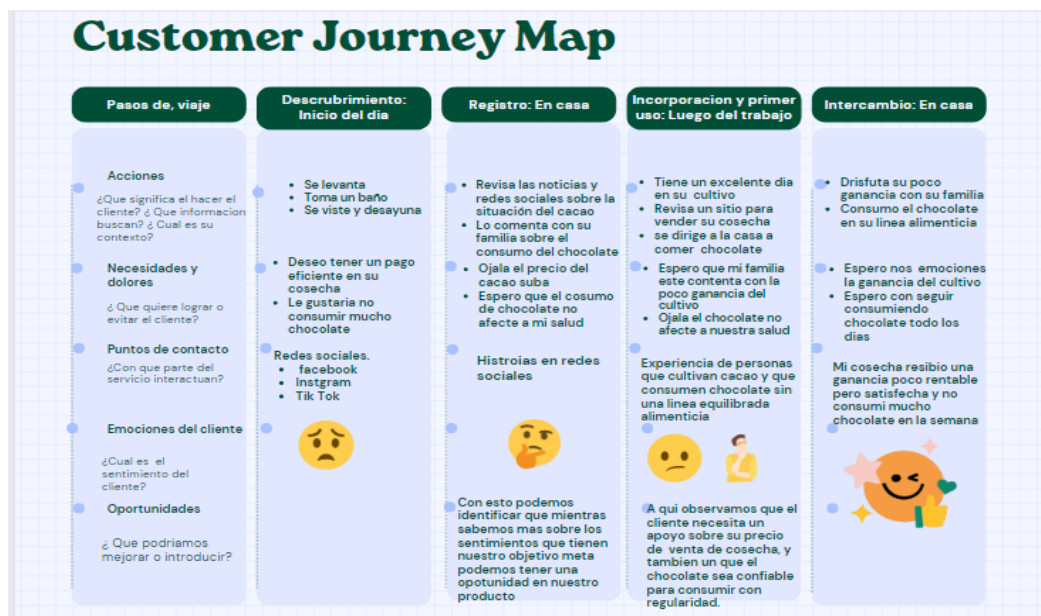 Customer Journey Map
Pasos de, viaje
Descrubrimiento:
Inicio del dia
Registro: En casa
Incorporacion y primer
uso: Luego del trabajo
Intercambio: En casa
Acciones
¿Que significa el hacer el
cliente? ¿ Que informacion
buscan? ¿ Cual es su
contexto?
• Se levanta
• Toma un baño
• Se viste y desayuna
• Revisa las noticias y
redes sociales sobre la
situación del cacao
• Lo comenta con su
familia sobre el
consumo del chocolate
• Tiene un excelente dia
en su cultivo
• Revisa un sitio para
vender su cosecha
• se dirige a la casa a
comer chocolate
• Drisfuta su poco
ganancia con su familia
• Consumo el chocolate
en su linea alimenticia
Necesidades y
dolores
¿ Que quiere lograr o
evitar el cliente?
• Deseo tener un pago
eficiente en su
cosecha
• Le gustaria no
consumir mucho
chocolate
• Ojala el precio del
cacao suba
• Espero que el cosumo
de chocolate no
afecte a mi salud
• Espero que mi familia
este contenta con la
poco ganancia del
cultivo
• Ojala el chocolate no
afecte a nuestra salud
• Espero nos emociones
la ganancia del cultivo
• Espero con seguir
consumiendo
chocolate todo los
dias
Puntos de contacto
¿Con que parte del
servicio interactuan?
Redes sociales.
• facebook
• Instgram
• Tik Tok
Histroias en redes
sociales
Experiencia de personas
que cultivan cacao y que
consumen chocolate sin
una linea equilibrada
alimenticia
Mi cosecha resibio una
ganancia poco rentable
pero satisfecha y no
consumi mucho
chocolate en la semana
Emociones del cliente
¿Cual es el
sentimiento del
cliente?
Oportunidades
¿ Que podriamos
mejorar o introducir?
Con esto podemos
identificar que mientras
sabemos mas sobre los
sentimientos que tienen
nuestro objetivo meta
podemos tener una
opotunidad en nuestro
producto
A qui observamos que el
cliente necesita un
apoyo sobre su precio
de venta de cosecha, y
tambien un que el
chocolate sea confiable
para consumir con
regularidad.